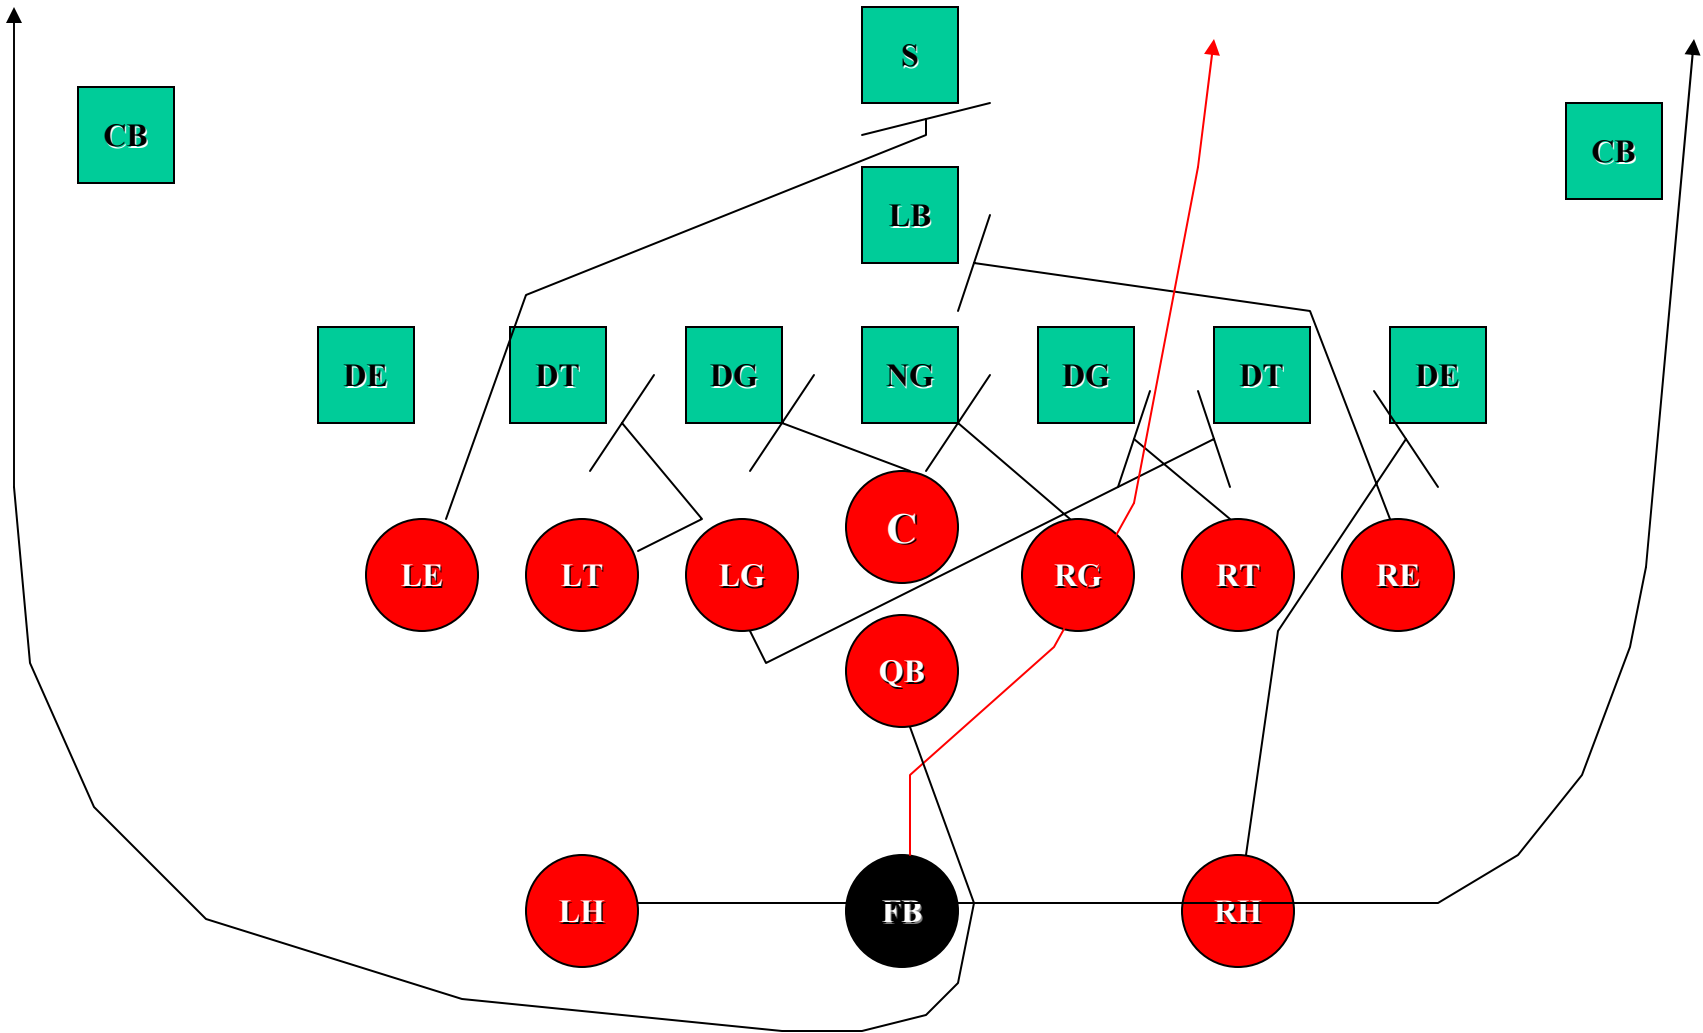 S
CB
CB
LB
DE
DT
DG
NG
DG
DT
DE
C
LE
LT
LG
RG
RT
RE
QB
LH
FB
RH